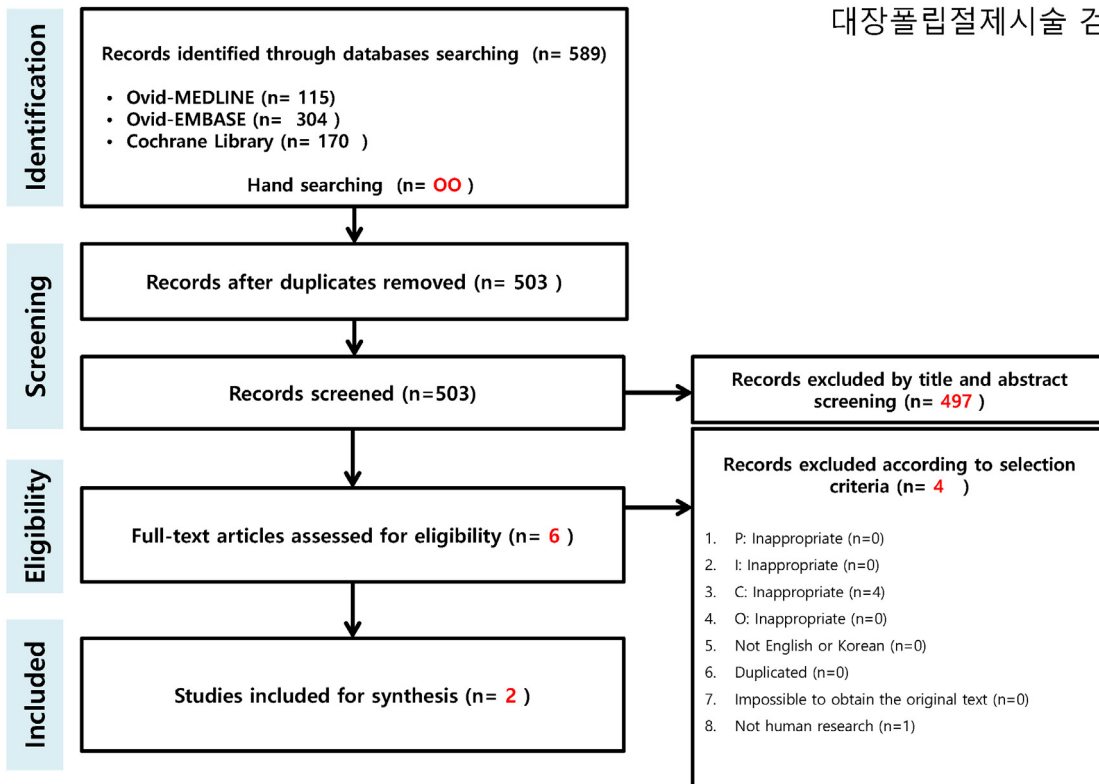 대장폴립절제시술
Identification
Records identified through databases searching (n= 589)
• Ovid-MEDLINE (n= 115)
• Ovid-EMBASE (n= 304)
• Cochrane Library (n= 170 )
Hand searching (n= OO )
Screening
Records after duplicates removed (n= 503 )
Records screened (n=503)
Records excluded by title and abstract
screening (n= 497 )
Eligibility
Full-text articles assessed for eligibility (n= 6 )
Records excluded according to selection
criteria (n= 4 )
1. P: Inappropriate (n=0)
2. I: Inappropriate (n=0)
3. C: Inappropriate (n=4)
4. O: Inappropriate (n=0)
5. Not English or Korean (n=0)
6. Duplicated (n=0)
7. Impossible to obtain the original text (n=0)
8. Not human research (n=1)
Included
Studies included for synthesis (n= 2 )